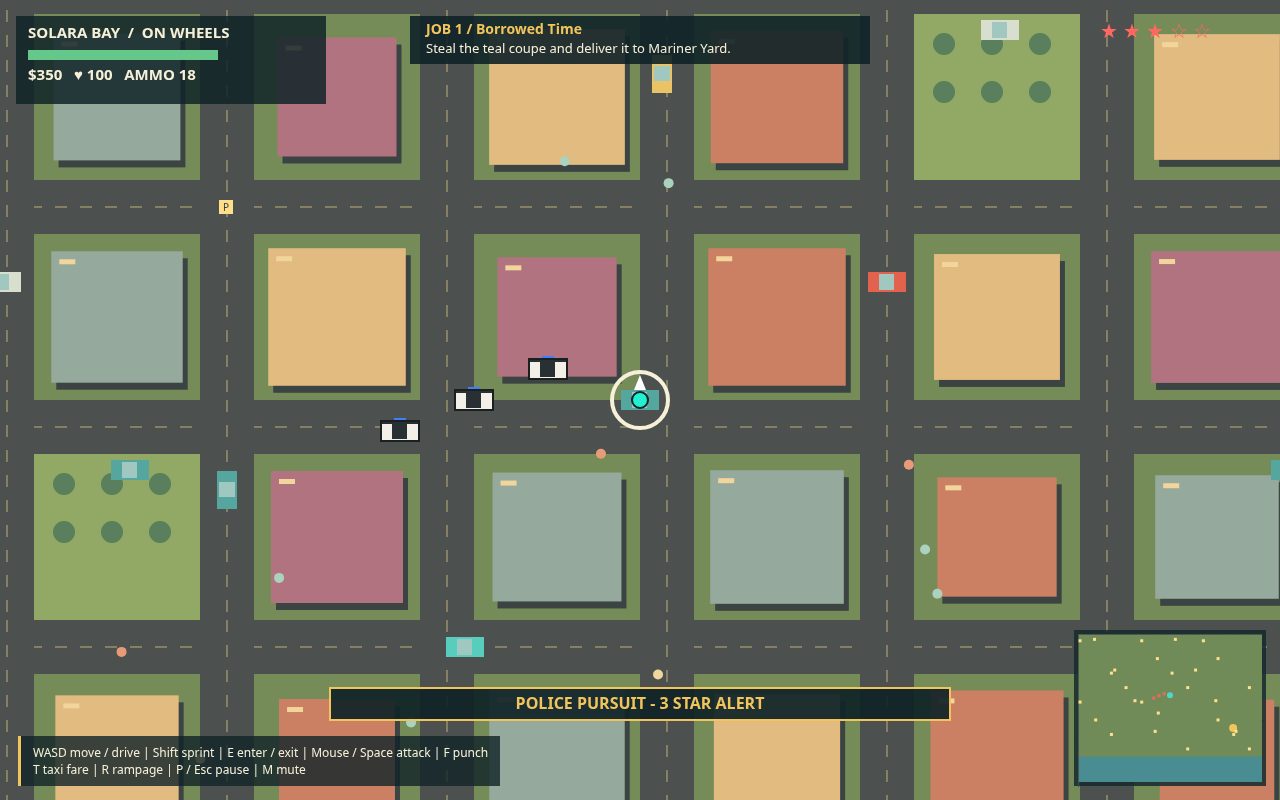 SOLARA BAY / ON WHEELS
$350 ♥ 100 AMMO 18
JOB 1 / Borrowed Time
Steal the teal coupe and deliver it to Mariner Yard.
★ ★ ★ ☆ ☆
P
POLICE PURSUIT - 3 STAR ALERT
WASD move / drive | Shift sprint | E enter / exit | Mouse / Space attack | F punch
T taxi fare | R rampage | P / Esc pause | M mute